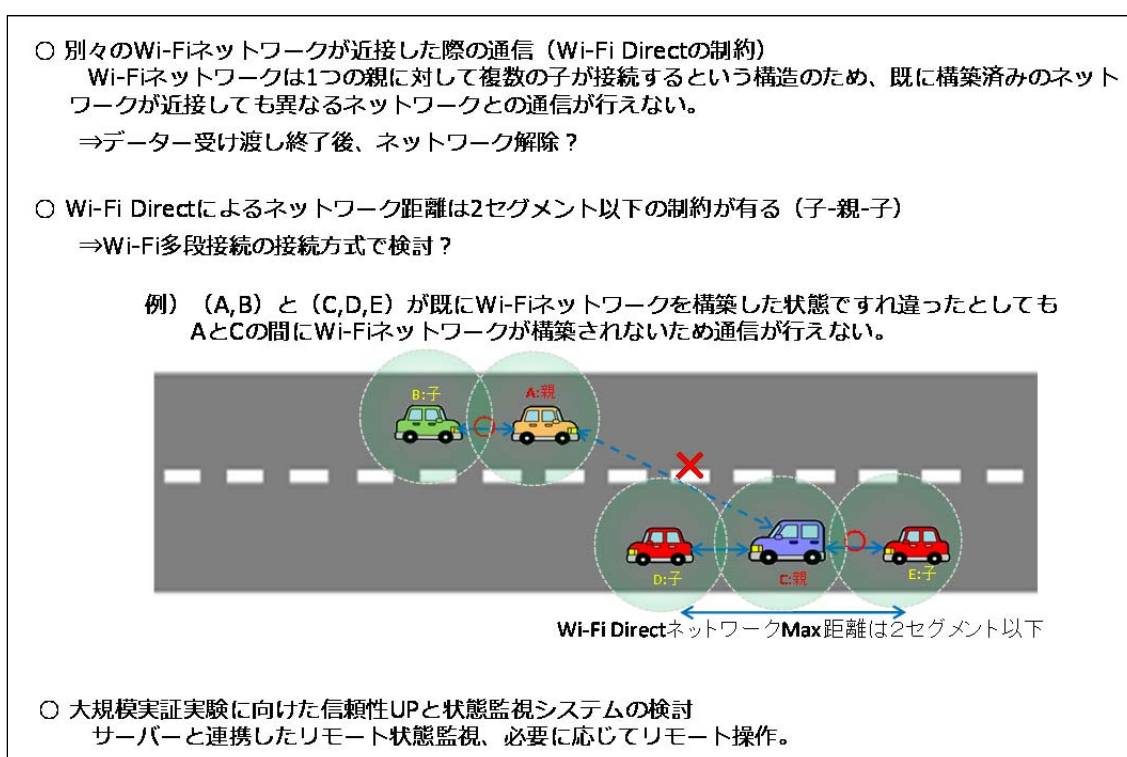 ○ 別々のWi-Fiネットワークが近接した際の通信（Wi-Fi Directの制約）
Wi-Fiネットワークは1つの親に対して複数の子が接続するという構造のため、既に構築済みのネット
ワークが近接しても異なるネットワークとの通信が行えない。
⇒データー受け渡し終了後、ネットワーク解除？
○ Wi-Fi Directによるネットワーク距離は2セグメント以下の制約が有る（子-親-子）
⇒Wi-Fi多段接続の接続方式で検討？
例）（A,B）と（C,D,E）が既にWi-Fiネットワークを構築した状態ですれ違ったとしても
AとCの間にWi-Fiネットワークが構築されないため通信が行えない。
B:子
A:親
D:子
C:親
E:子
Wi-Fi DirectネットワークMax距離は２セグメント以下
○ 大規模実証実験に向けた信頼性UPと状態監視システムの検討
サーバーと連携したリモート状態監視、必要に応じてリモート操作。